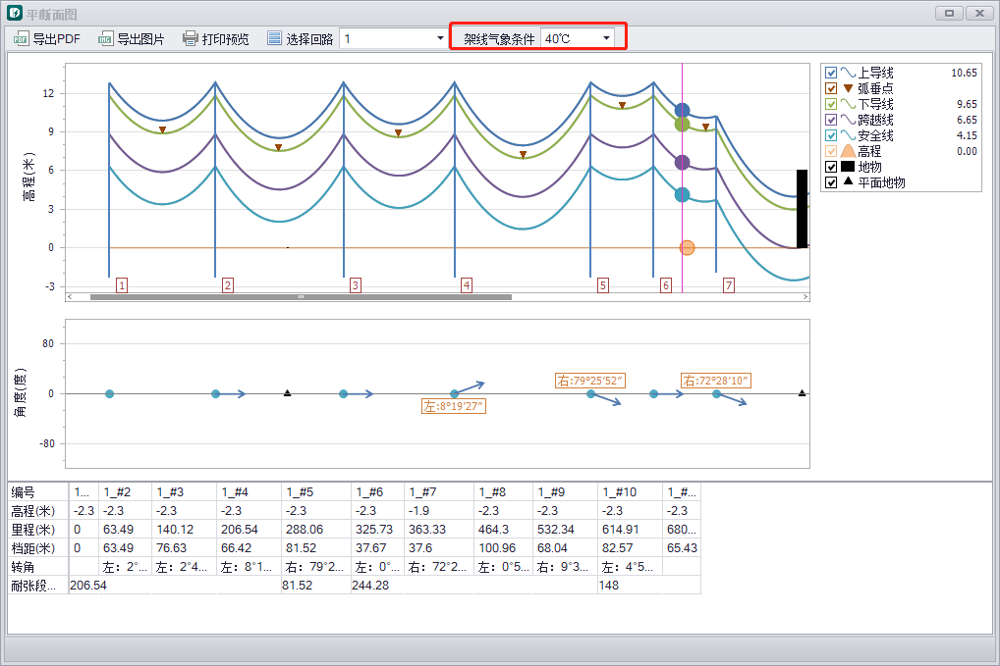 平断面图
导出PDF 导出图片 打印预览 选择回路 1 架线气象条件 40℃
上导线 10.65
弧垂点
下导线 9.65
跨越线 6.65
安全线 4.15
高程 0.00
地物
平面地物
高程(米)
12
9
6
3
0
-3
1 2 3 4 5 6 7
角度(度)
80
0
-80
左:8°19′27″
右:79°25′52″
右:72°28′10″
编号 1... 1_#2 1_#3 1_#4 1_#5 1_#6 1_#7 1_#8 1_#9 1_#10 1_#...
高程(米) -2.3 -2.3 -2.3 -2.3 -2.3 -2.3 -1.9 -2.3 -2.3 -2.3 -2.3
里程(米) 0 63.49 140.12 206.54 288.06 325.73 363.33 464.3 532.34 614.91 680...
档距(米) 0 63.49 76.63 66.42 81.52 37.67 37.6 100.96 68.04 82.57 65.43
转角 左：2°... 左：2°4... 左：8°1... 右：79°2... 左：0°... 右：72°2... 左：0°5... 右：9°3... 左：4°5...
耐张段... 206.54 81.52 244.28 148